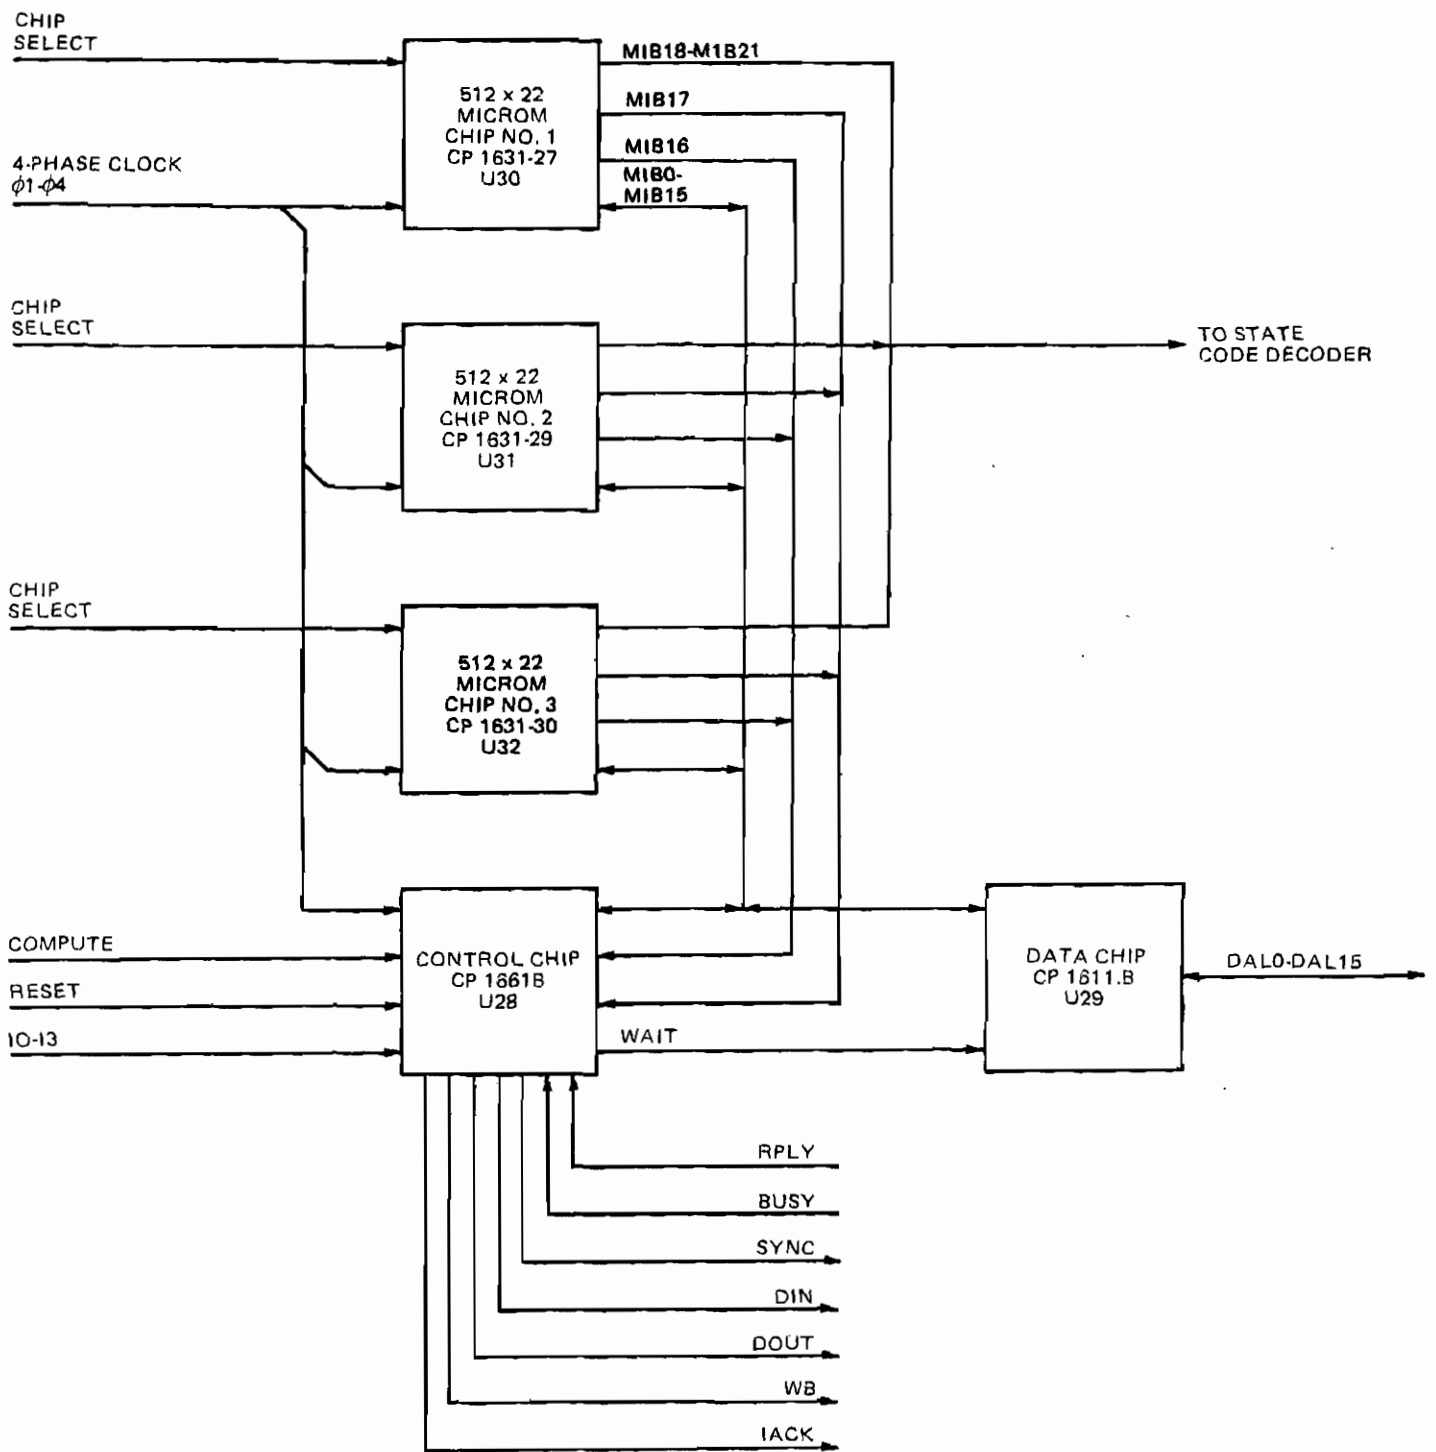 CHIP
SELECT
MIB18-M1B21
512 x 22
MICROM
CHIP NO. 1
CP 1631-27
U30
MIB17
MIB16
MIB0-
MIB15
4-PHASE CLOCK
ϕ1-ϕ4
CHIP
SELECT
512 x 22
MICROM
CHIP NO. 2
CP 1631-29
U31
TO STATE
CODE DECODER
CHIP
SELECT
512 x 22
MICROM
CHIP NO. 3
CP 1631-30
U32
COMPUTE
RESET
10-13
CONTROL CHIP
CP 1661B
U28
WAIT
DATA CHIP
CP 1611.B
U29
DAL0-DAL15
RPLY
BUSY
SYNC
DIN
DOUT
WB
IACK